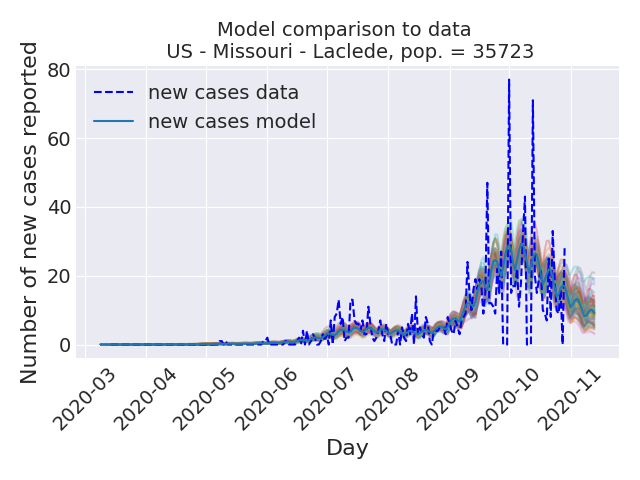 Model comparison to data
US - Missouri - Laclede, pop. = 35723
Number of new cases reported
80
60
40
20
0
new cases data
new cases model
2020-03
2020-04
2020-05
2020-06
2020-07
2020-08
2020-09
2020-10
2020-11
Day